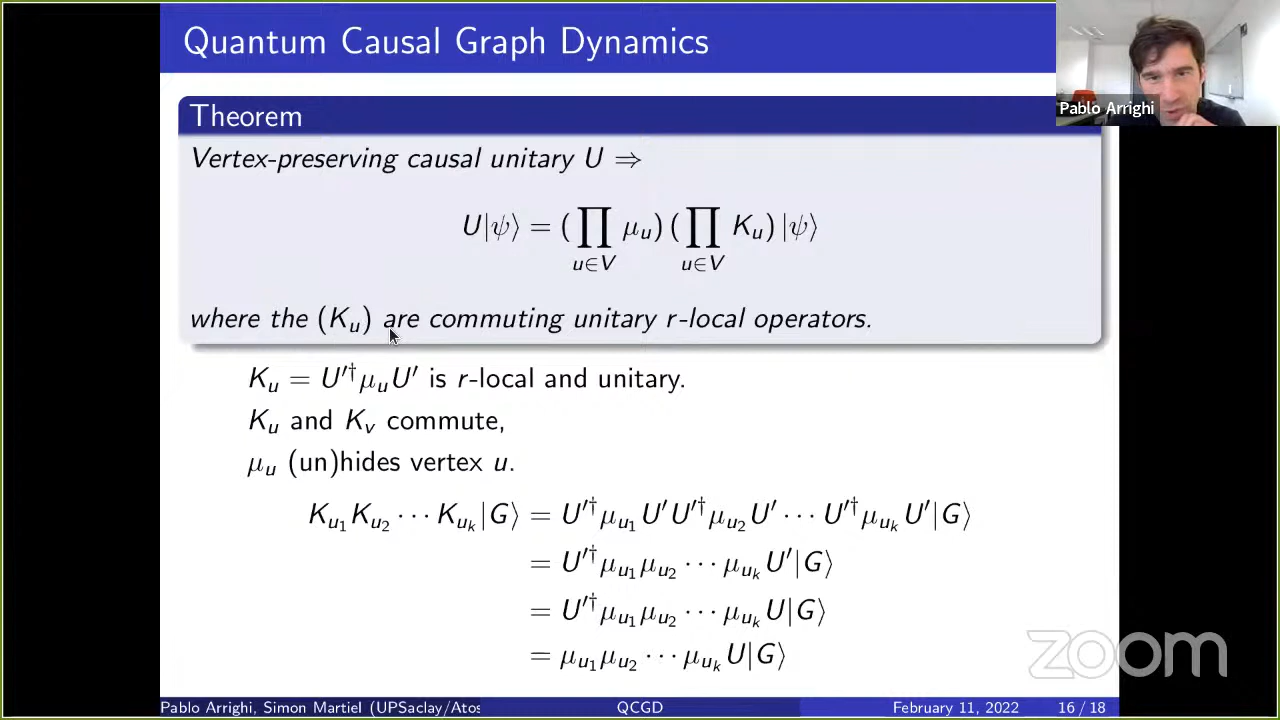 Quantum Causal Graph Dynamics
Pablo Arrighi
Theorem
Vertex-preserving causal unitary U ⇒
U|ψ⟩ = (∏_{u∈V} μ_u) (∏_{u∈V} K_u) |ψ⟩
where the (K_u) are commuting unitary r-local operators.
K_u = U′†μ_uU′ is r-local and unitary.
K_u and K_v commute,
μ_u (un)hides vertex u.
K_{u_1}K_{u_2} ··· K_{u_k}|G⟩ = U′†μ_{u_1}U′U′†μ_{u_2}U′ ··· U′†μ_{u_k}U′|G⟩
= U′†μ_{u_1}μ_{u_2} ··· μ_{u_k}U′|G⟩
= U′†μ_{u_1}μ_{u_2} ··· μ_{u_k}U|G⟩
= μ_{u_1}μ_{u_2} ··· μ_{u_k}U|G⟩
zoom
Pablo Arrighi, Simon Martiel (UPSaclay/Atos QCGD February 11, 2022 16 / 18